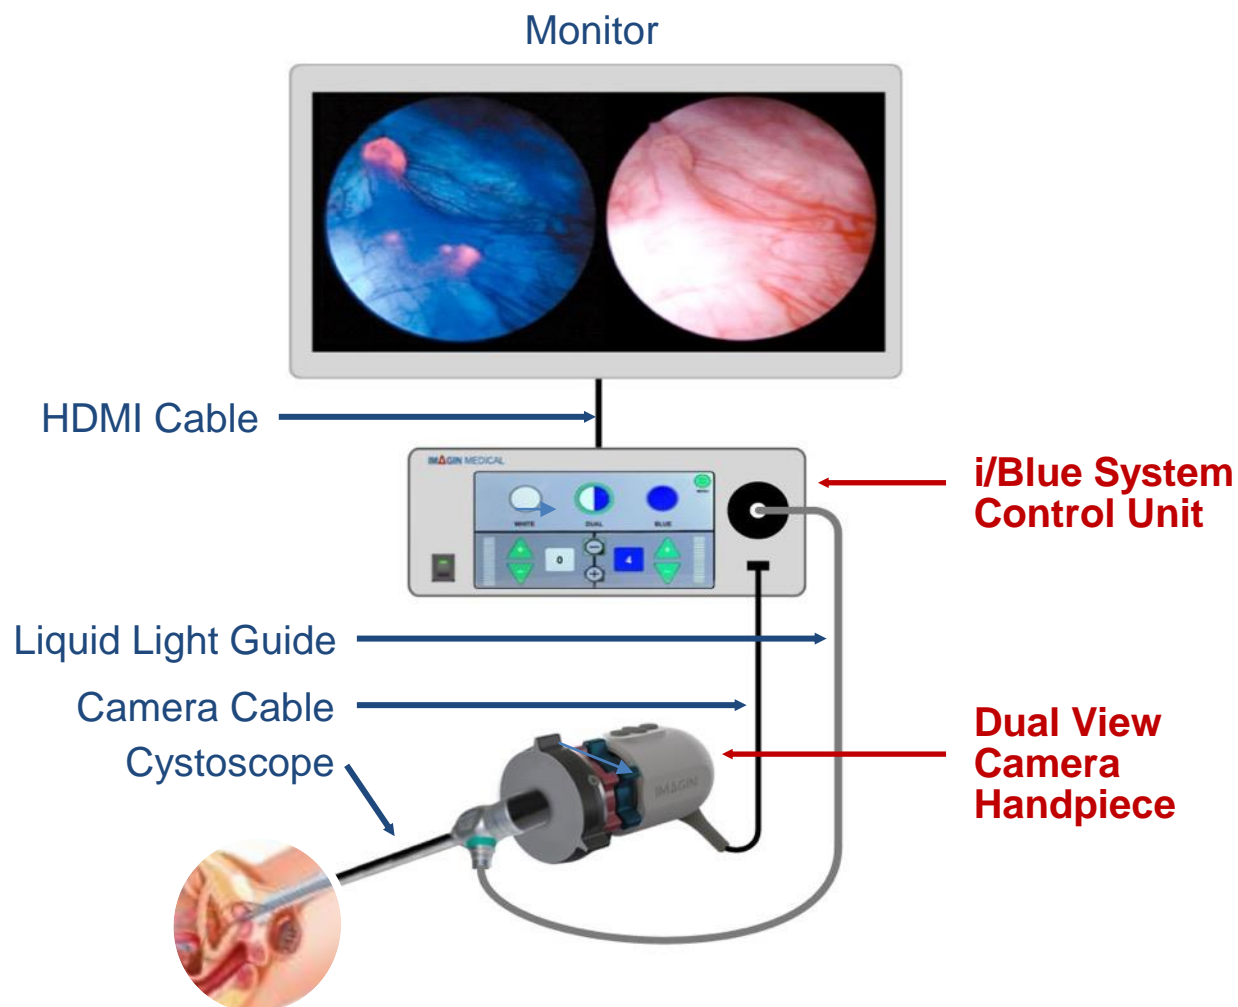 Monitor
HDMI Cable
IMAGIN MEDICAL
MENU
WHITE
DUAL
BLUE
+
−
0
−
+
4
+
−
i/Blue System
Control Unit
Liquid Light Guide
Camera Cable
Cystoscope
IMAGIN
Dual View
Camera
Handpiece